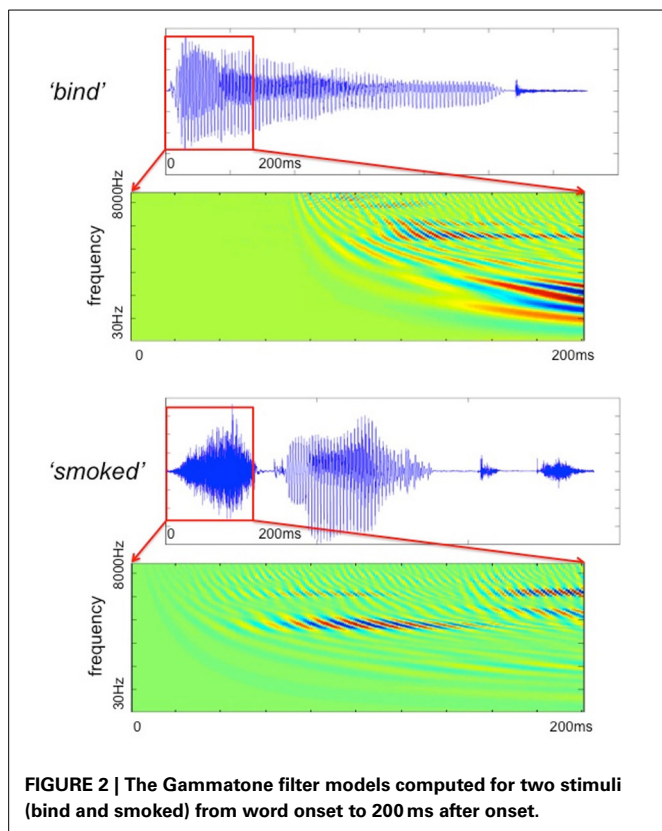 'bind'
0 200ms
8000Hz
frequency
30Hz
0 200ms
'smoked'
0 200ms
8000Hz
frequency
30Hz
0 200ms
FIGURE 2 | The Gammatone filter models computed for two stimuli
(bind and smoked) from word onset to 200 ms after onset.